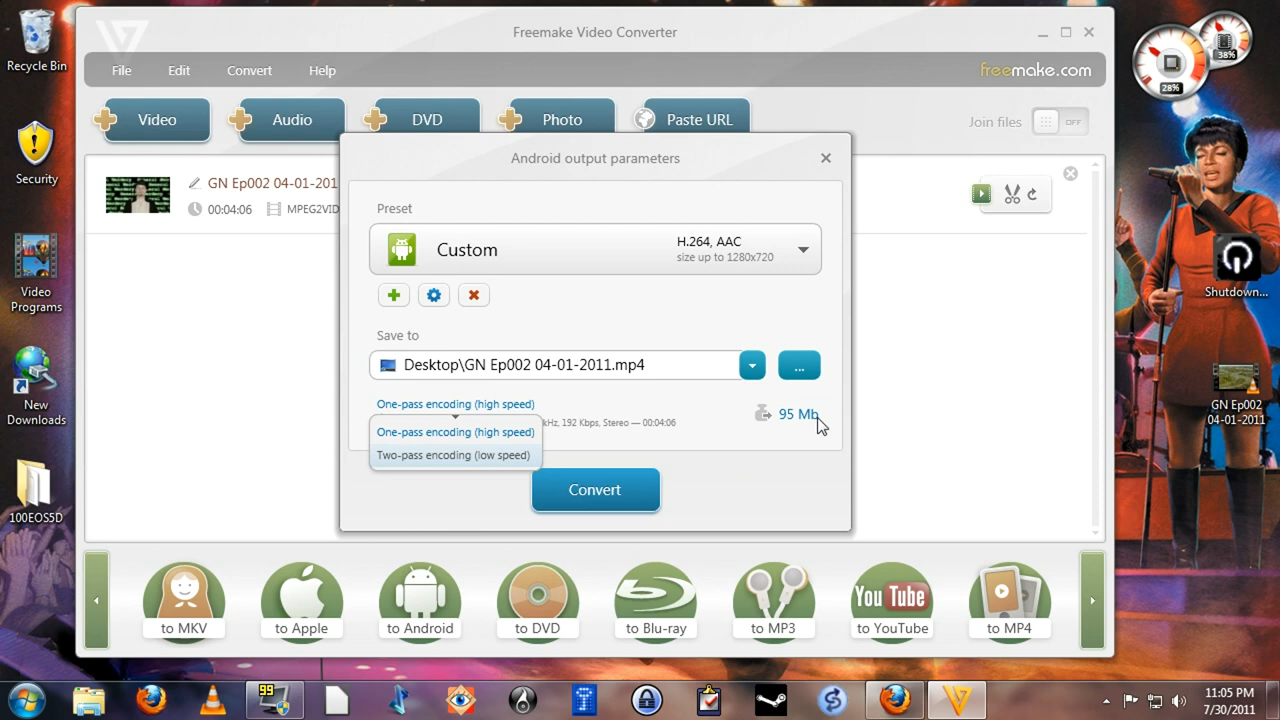 Recycle Bin
Security
Video
Programs
New
Downloads
100EOS5D
Freemake Video Converter
File Edit Convert Help
freemake.com
Video Audio DVD Photo Paste URL
Join files OFF
GN Ep002 04-01-201
00:04:06 MPEG2VID
Android output parameters
Preset
Custom
H.264, AAC
size up to 1280x720
Save to
Desktop\GN Ep002 04-01-2011.mp4
...
One-pass encoding (high speed)
95 Mb
kHz, 192 Kbps, Stereo — 00:04:06
One-pass encoding (high speed)
Two-pass encoding (low speed)
Convert
to MKV
to Apple
to Android
to DVD
to Blu-ray
to MP3
You Tube
to YouTube
to MP4
38%
28%
Shutdown...
GN Ep002
04-01-2011
99
11:05 PM
7/30/2011